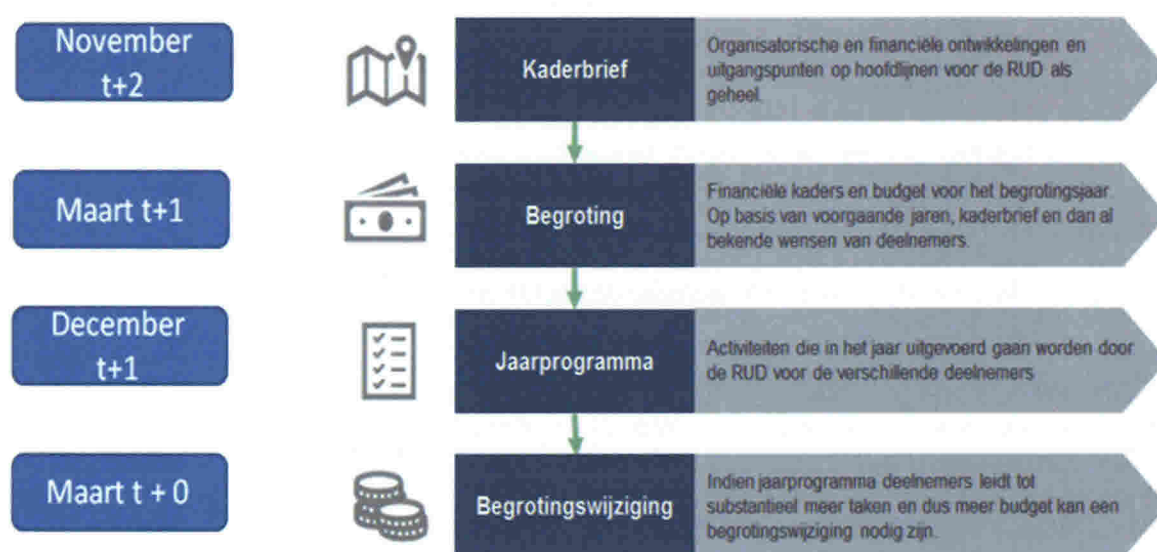 November
t+2
Kaderbrief
Organisatorische en financiële ontwikkelingen en
uitgangspunten op hoofdlijnen voor de RUD als
geheel.
Maart t+1
Begroting
Financiële kaders en budget voor het begrotingsjaar.
Op basis van voorgaande jaren, kaderbrief en dan al
bekende wensen van deelnemers.
December
t+1
Jaarprogramma
Activiteiten die in het jaar uitgevoerd gaan worden door
de RUD voor de verschillende deelnemers
Maart t + 0
Begrotingswijziging
Indien jaarprogramma deelnemers leidt tot
substantieel meer taken en dus meer budget kan een
begrotingswijziging nodig zijn.